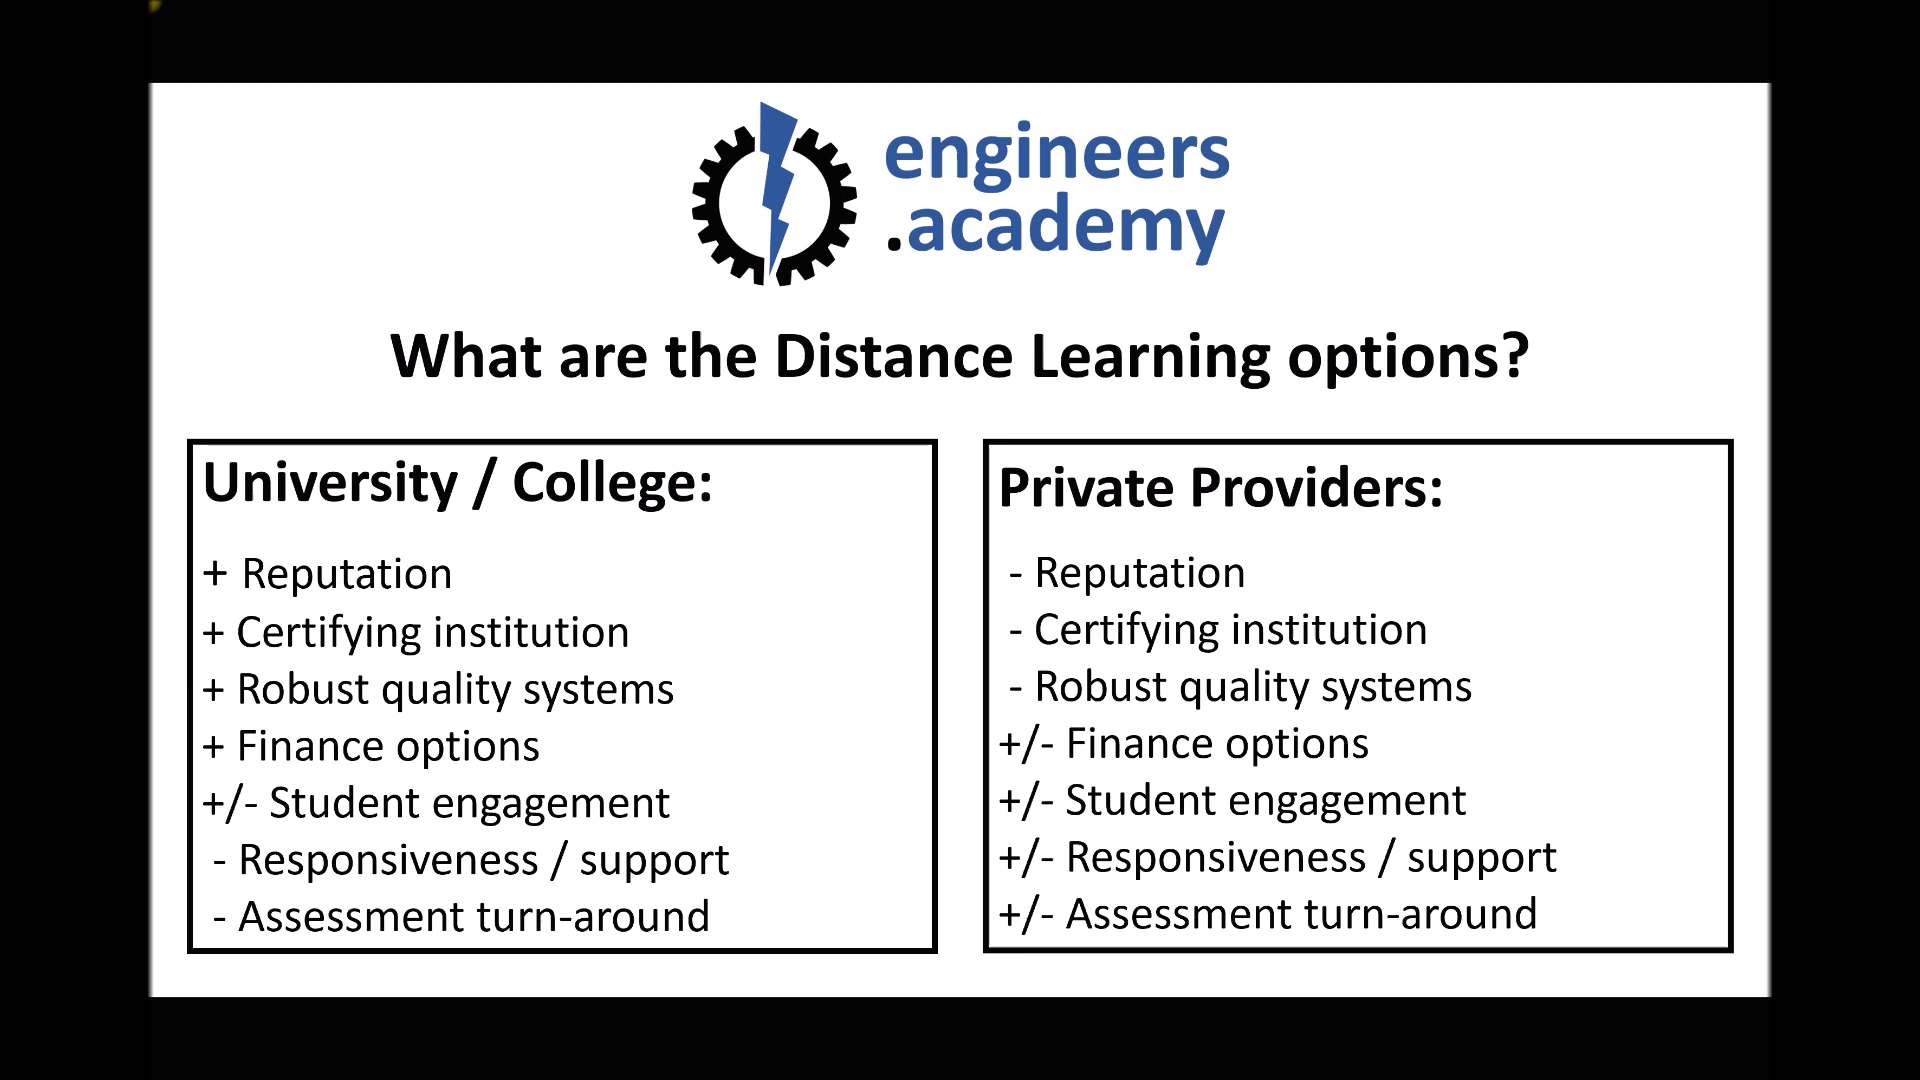 engineers
.academy
What are the Distance Learning options?
University / College:
+ Reputation
+ Certifying institution
+ Robust quality systems
+ Finance options
+/- Student engagement
- Responsiveness / support
- Assessment turn-around
Private Providers:
- Reputation
- Certifying institution
- Robust quality systems
+/- Finance options
+/- Student engagement
+/- Responsiveness / support
+/- Assessment turn-around